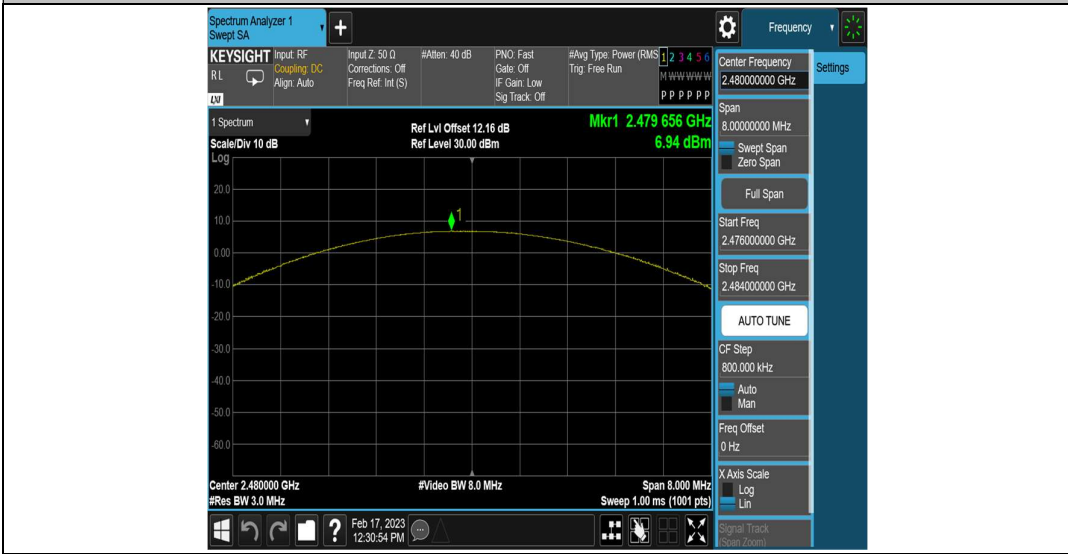 Spectrum Analyzer 1
Swept SA
+
Frequency
KEYSIGHT
RL
LXI
Input: RF
Coupling: DC
Align: Auto
Input Z: 50 Ω
Corrections: Off
Freq Ref: Int (S)
#Atten: 40 dB
PNO: Fast
Gate: Off
IF Gain: Low
Sig Track: Off
#Avg Type: Power (RMS
Trig: Free Run
1 2 3 4 5 6
M W W W W W
P P P P P P
1 Spectrum
Scale/Div 10 dB
Log
Ref Lvl Offset 12.16 dB
Ref Level 30.00 dBm
Mkr1 2.479 656 GHz
6.94 dBm
1
20.0
10.0
0.00
-10.0
-20.0
-30.0
-40.0
-50.0
-60.0
Center 2.480000 GHz
#Res BW 3.0 MHz
#Video BW 8.0 MHz
Span 8.000 MHz
Sweep 1.00 ms (1001 pts)
Feb 17, 2023
12:30:54 PM
?
Center Frequency
2.480000000 GHz
Span
8.00000000 MHz
Swept Span
Zero Span
Full Span
Start Freq
2.476000000 GHz
Stop Freq
2.484000000 GHz
AUTO TUNE
CF Step
800.000 kHz
Auto
Man
Freq Offset
0 Hz
X Axis Scale
Log
Lin
Signal Track
(Span Zoom)
Settings